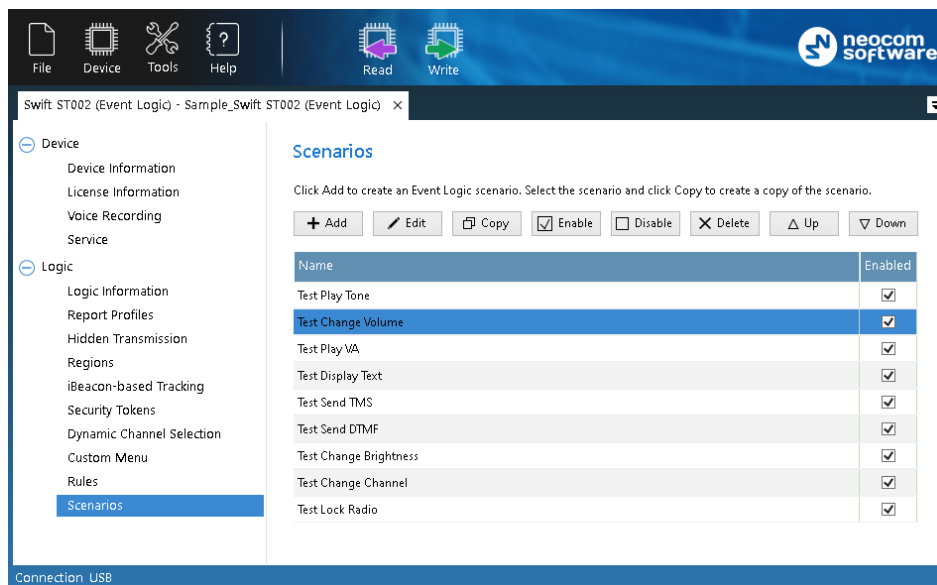 File
Device
Tools
Help
Read
Write
neocom
software
Swift ST002 (Event Logic) - Sample_Swift ST002 (Event Logic)
Device
Device Information
License Information
Voice Recording
Service
Logic
Logic Information
Report Profiles
Hidden Transmission
Regions
iBeacon-based Tracking
Security Tokens
Dynamic Channel Selection
Custom Menu
Rules
Scenarios
Scenarios
Click Add to create an Event Logic scenario. Select the scenario and click Copy to create a copy of the scenario.
Add Edit Copy Enable Disable Delete Up Down
Name Enabled
Test Play Tone
Test Change Volume
Test Play VA
Test Display Text
Test Send TMS
Test Send DTMF
Test Change Brightness
Test Change Channel
Test Lock Radio
Connection USB